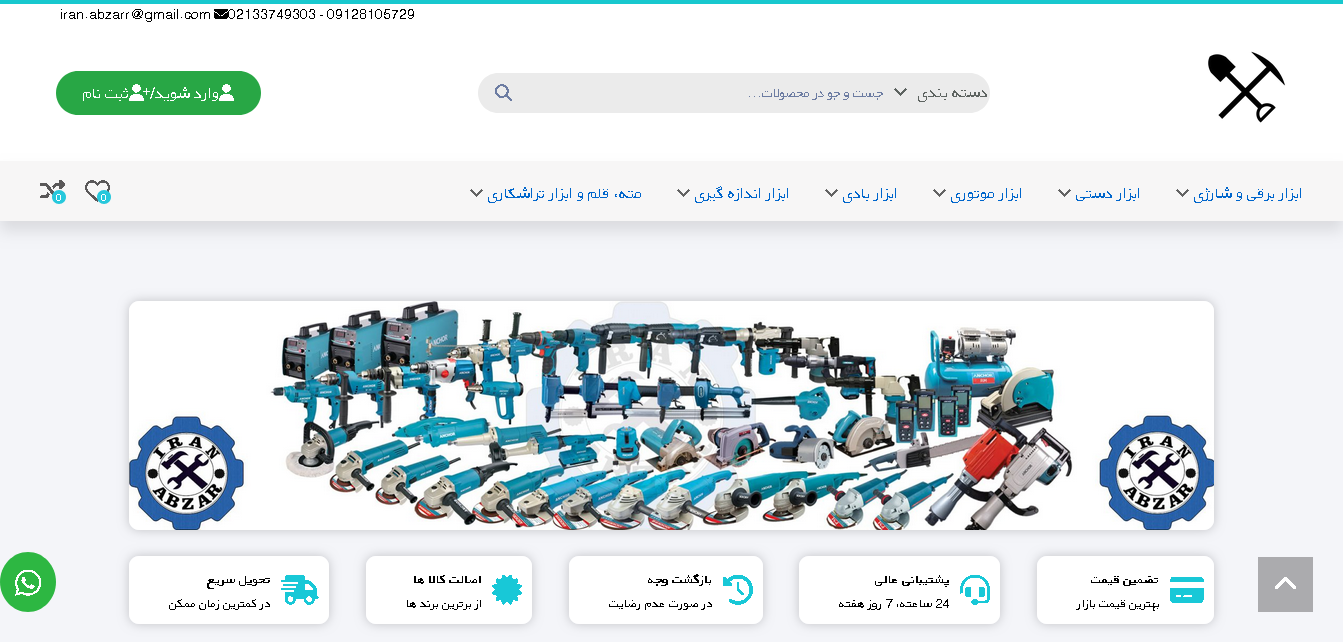 iran.abzarr@gmail.com 02133749303 - 09128105729
دسته بندی
جست و جو در محصولات...
وارد شوید/ثبت نام
ابزار برقی و شارژی
ابزار دستی
ابزار موتوری
ابزار بادی
ابزار اندازه گیری
مته، قلم و ابزار تراشکاری
0
0
ANCHOR
IRAN
ABZAR
IRAN
ABZAR
تضمین قیمت
بهترین قیمت بازار
پشتیبانی عالی
24 ساعته، 7 روز هفته
بازگشت وجه
در صورت عدم رضایت
اصالت کالا ها
از برترین برند ها
تحویل سریع
در کمترین زمان ممکن